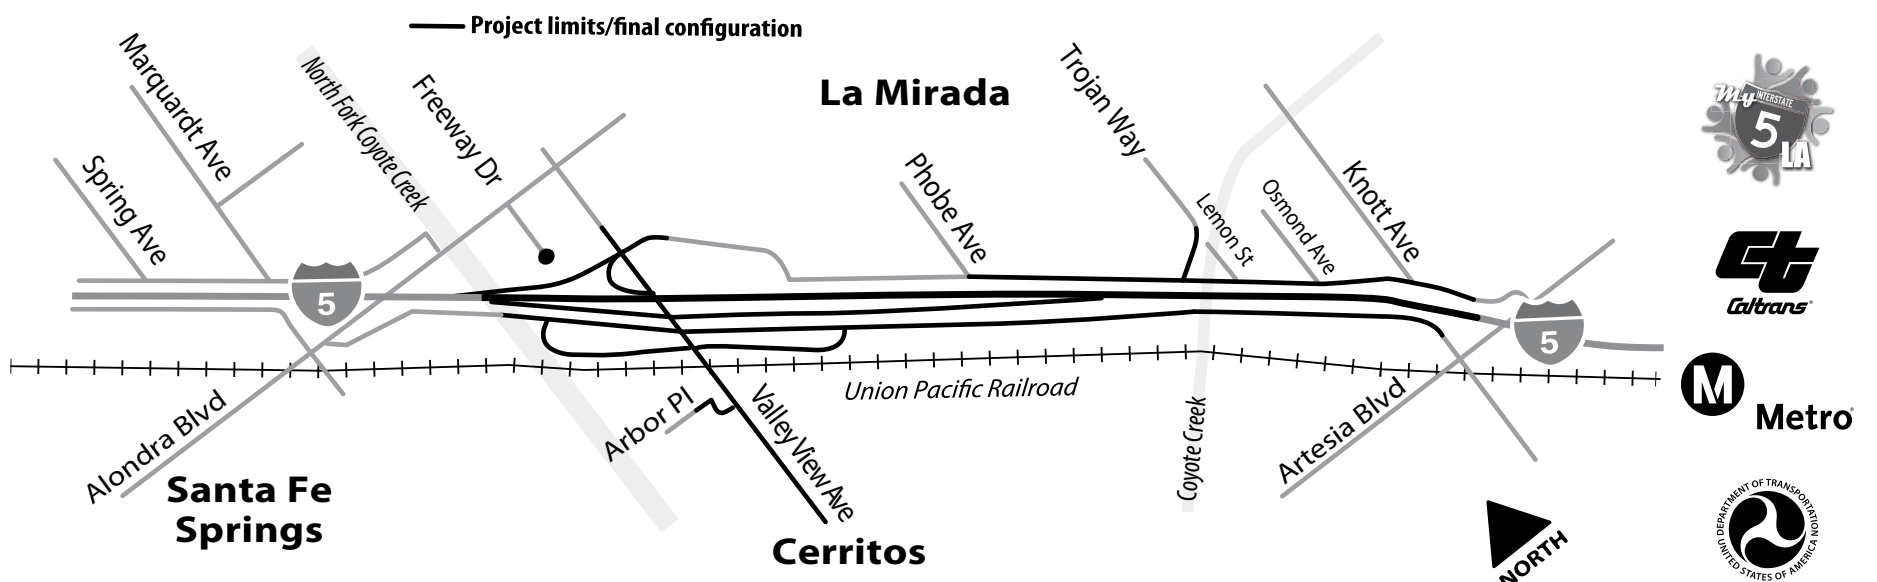 Project limits/final configuration
Marquardt Ave
Spring Ave
North Fork Coyote Creek
Freeway Dr
La Mirada
Phobe Ave
Trojan Way
Lemon St
Osmond Ave
Knott Ave
5
5
Union Pacific Railroad
Alondra Blvd
Arbor Pl
Valley View Ave
Coyote Creek
Artesia Blvd
Santa Fe
Springs
Cerritos
NORTH
My INTERSTATE
5
LA
Ct
Caltrans®
M
Metro®
DEPARTMENT OF TRANSPORTATION
UNITED STATES OF AMERICA